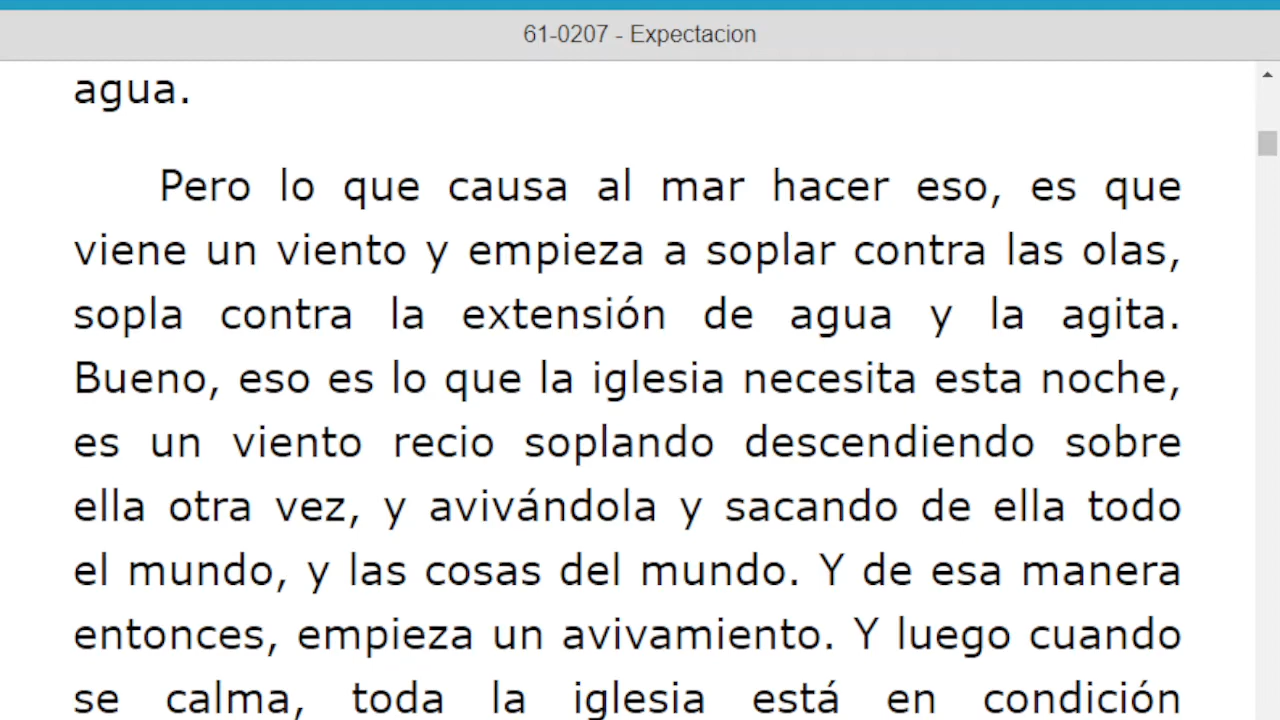 61-0207 - Expectacion
agua.
Pero lo que causa al mar hacer eso, es que
viene un viento y empieza a soplar contra las olas,
sopla contra la extensión de agua y la agita.
Bueno, eso es lo que la iglesia necesita esta noche,
es un viento recio soplando descendiendo sobre
ella otra vez, y avivándola y sacando de ella todo
el mundo, y las cosas del mundo. Y de esa manera
entonces, empieza un avivamiento. Y luego cuando
se calma, toda la iglesia está en condición